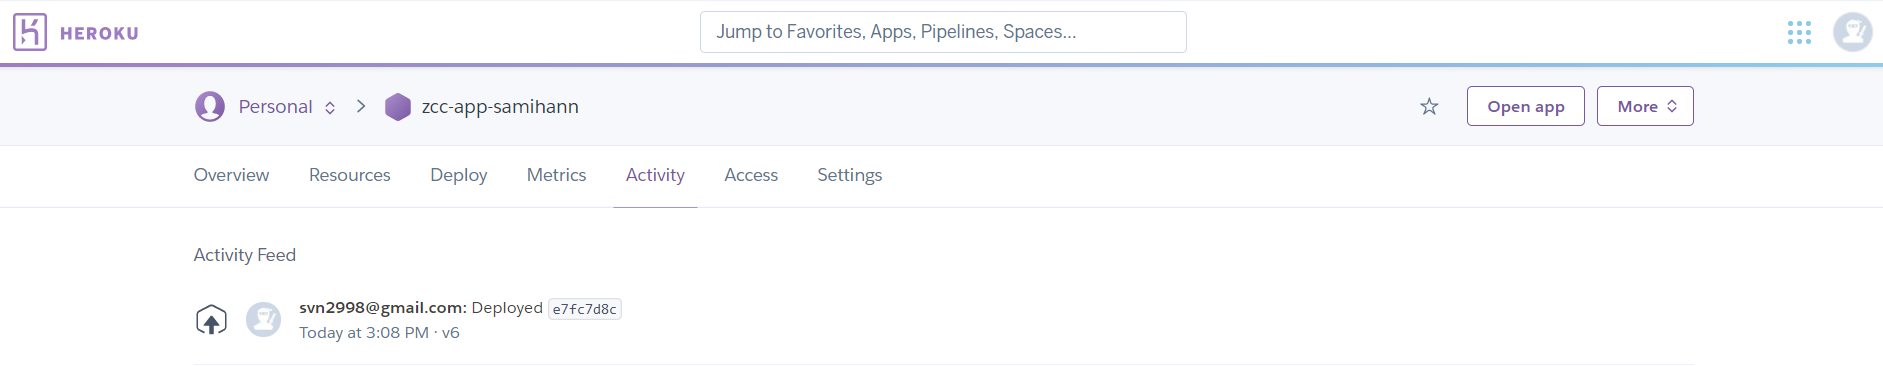 HEROKU
Jump to Favorites, Apps, Pipelines, Spaces...
Personal
zcc-app-samihann
Open app
More
Overview Resources Deploy Metrics Activity Access Settings
Activity Feed
svn2998@gmail.com: Deployed e7fc7d8c
Today at 3:08 PM · v6